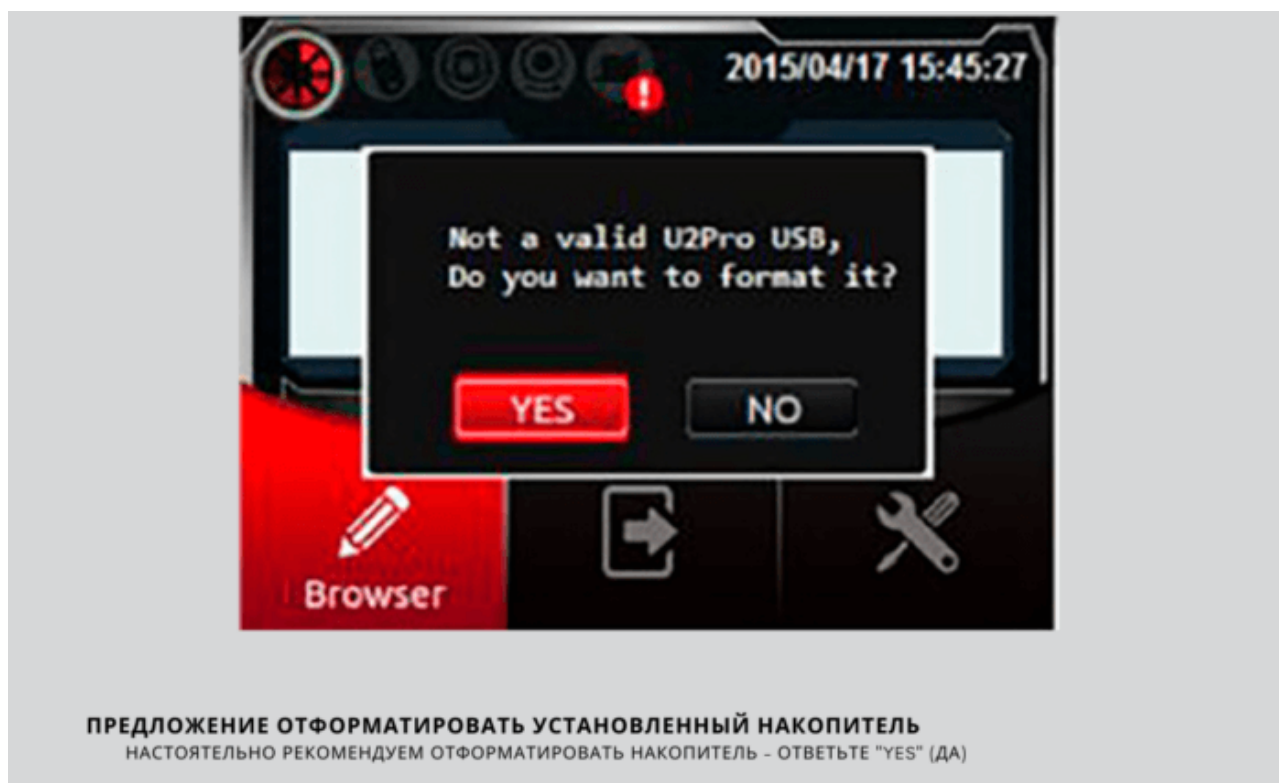 2015/04/17 15:45:27
Not a valid U2Pro USB,
Do you want to format it?
YES
NO
Browser
ПРЕДЛОЖЕНИЕ ОТФОРМАТИРОВАТЬ УСТАНОВЛЕННЫЙ НАКОПИТЕЛЬ
НАСТОЯТЕЛЬНО РЕКОМЕНДУЕМ ОТФОРМАТИРОВАТЬ НАКОПИТЕЛЬ – ОТВЕТЬТЕ "YES" (ДА)